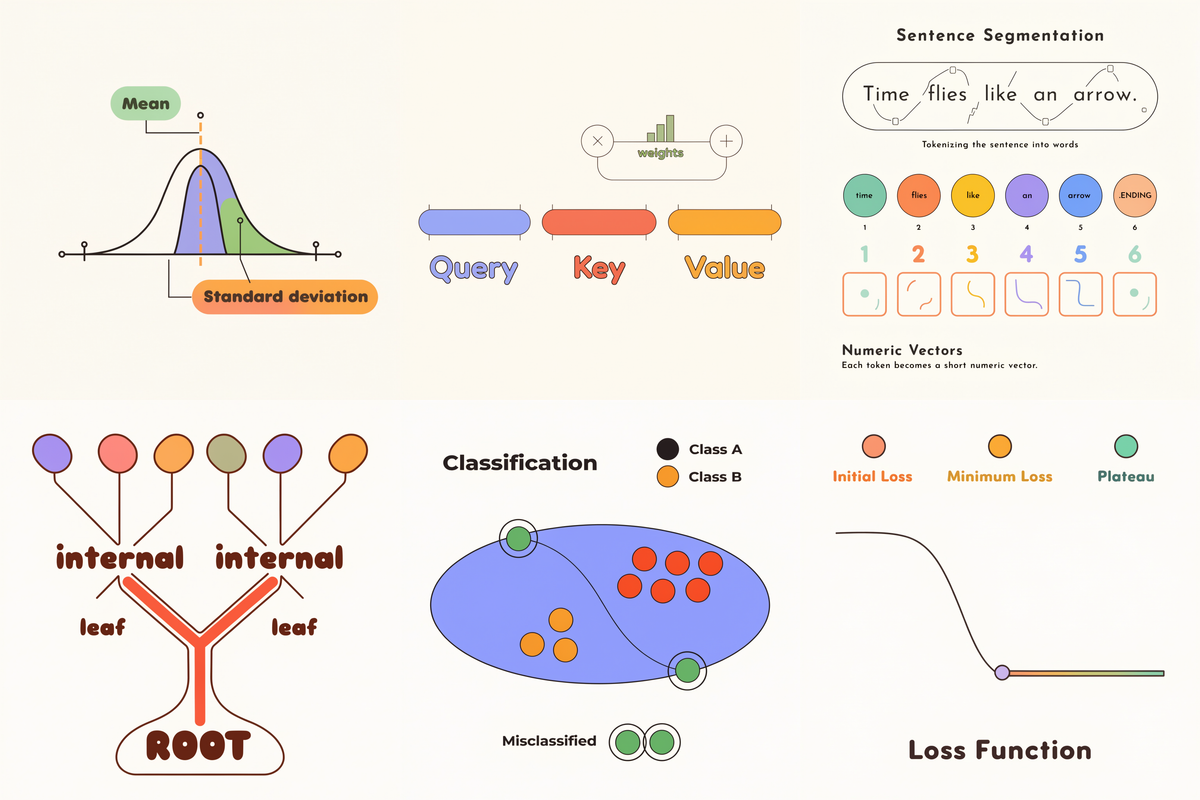 Mean
Standard deviation
weights
Query Key Value
Sentence Segmentation
Time flies like an arrow.
Tokenizing the sentence into words
time flies like an arrow .ENDING
1 2 3 4 5 6
1 2 3 4 5 6
Numeric Vectors
Each token becomes a short numeric vector.
internal internal
leaf leaf
ROOT
Classification
Class A
Class B
Misclassified
Initial Loss Minimum Loss Plateau
Loss Function